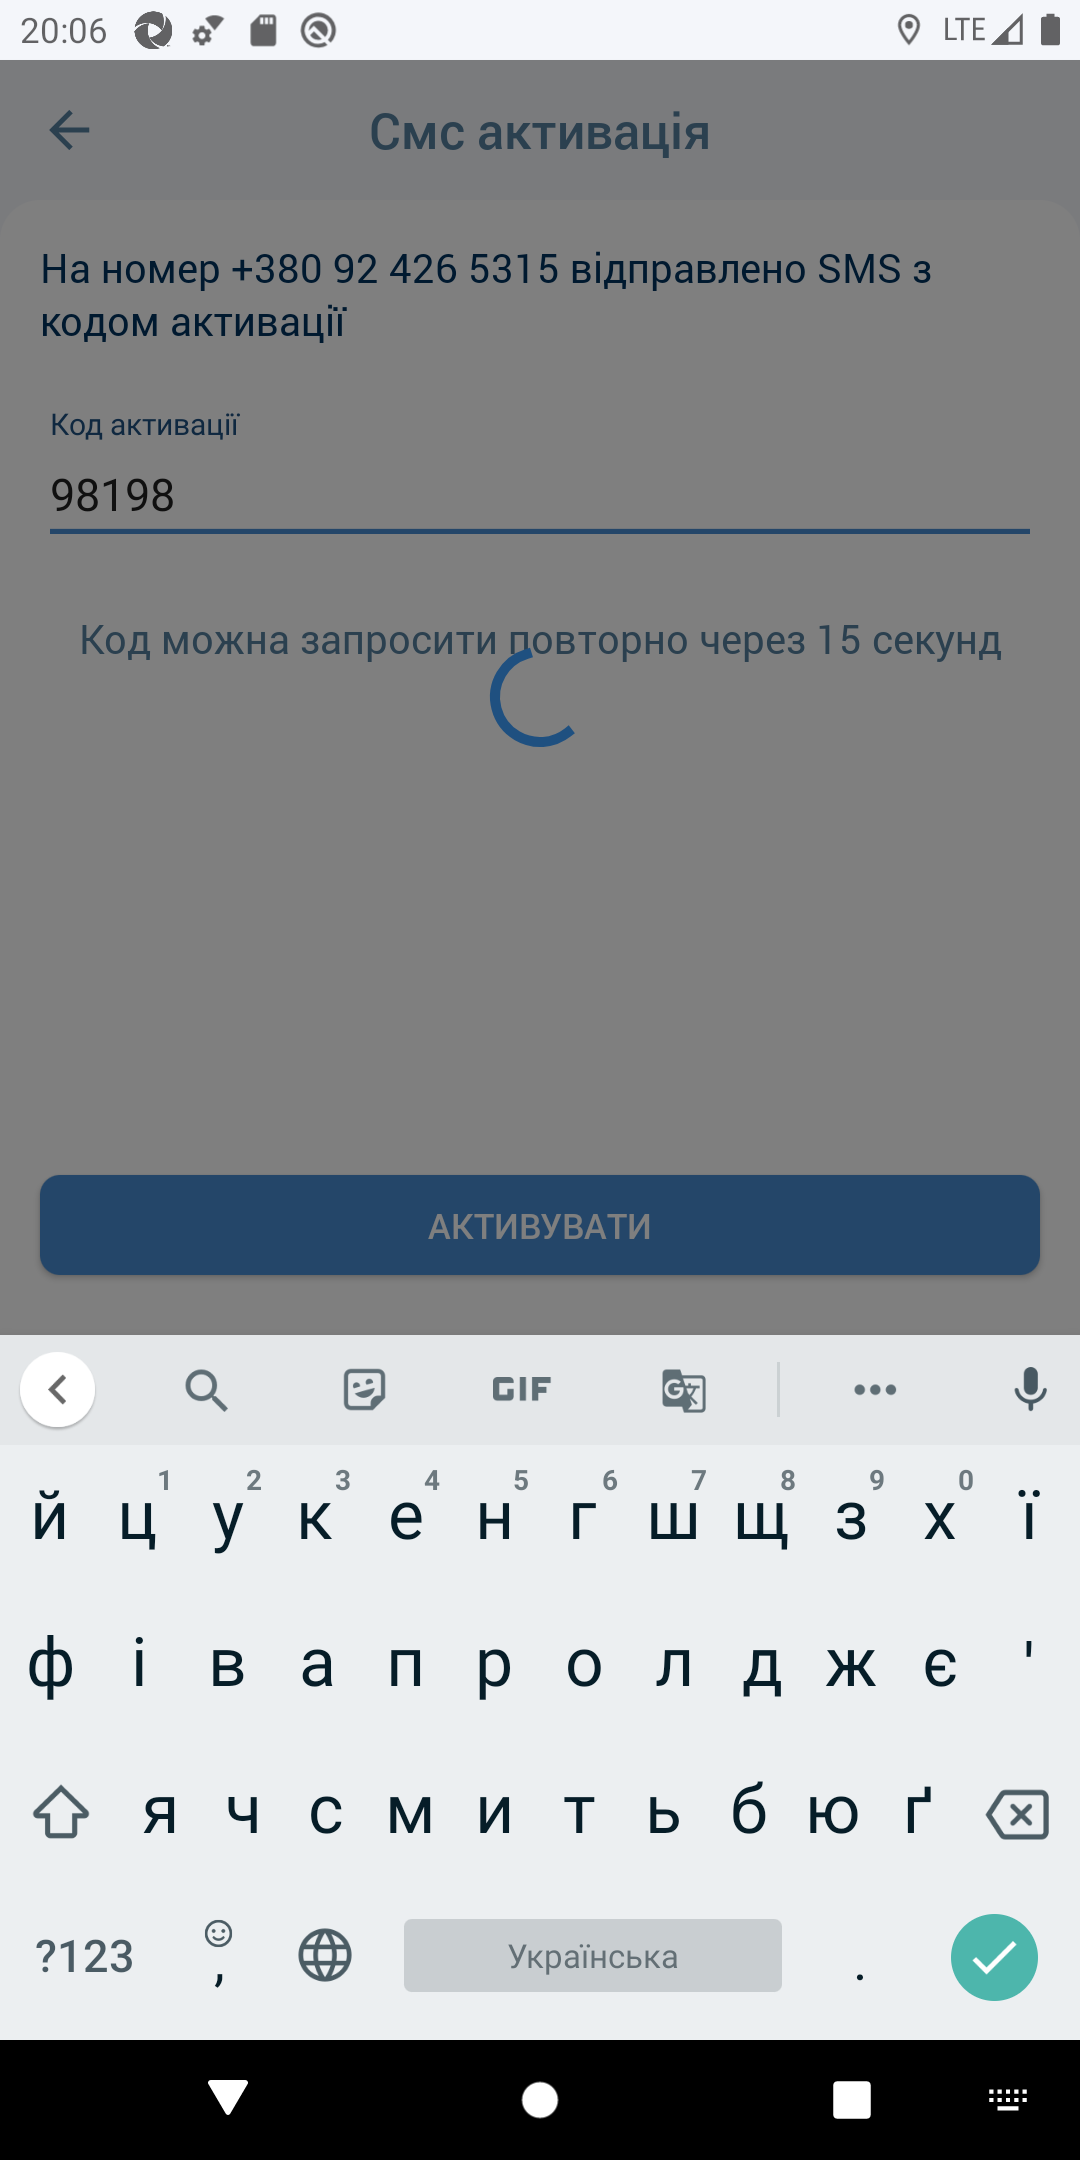 20:06
LTE
Смс активація
На номер +380 92 426 5315 відправлено SMS з
кодом активації
Код активації
98198
Код можна запросити повторно через 15 секунд
АКТИВУВАТИ
GIF
G文
1 2 3 4 5 6 7 8 9 0
й ц у к е н г ш щ з х ї
ф і в а п р о л д ж є '
я ч с м и т ь б ю ґ
?123 , Українська .